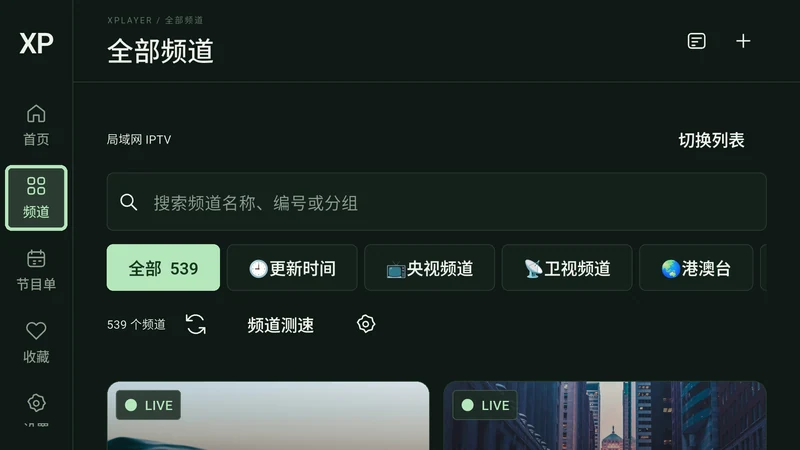 XP
首页
频道
节目单
收藏
XPLAYER / 全部频道
全部频道
局域网 IPTV
切换列表
搜索频道名称、编号或分组
全部 539
🕘更新时间
📺央视频道
📡卫视频道
🌏港澳台
539 个频道
频道测速
LIVE
LIVE